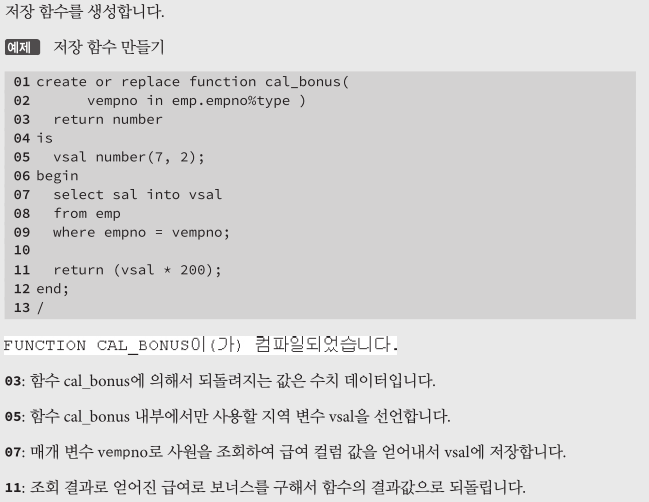 저장 함수를 생성합니다.
예제 저장 함수 만들기
01 create or replace function cal_bonus(
02 vempno in emp.empno%type )
03 return number
04 is
05 vsal number(7, 2);
06 begin
07 select sal into vsal
08 from emp
09 where empno = vempno;
10
11 return (vsal * 200);
12 end;
13 /
FUNCTION CAL_BONUS이(가) 컴파일되었습니다.
03: 함수 cal_bonus에 의해서 되돌려지는 값은 수치 데이터입니다.
05: 함수 cal_bonus 내부에서만 사용할 지역 변수 vsal을 선언합니다.
07: 매개 변수 vempno로 사원을 조회하여 급여 컬럼 값을 얻어내서 vsal에 저장합니다.
11: 조회 결과로 얻어진 급여로 보너스를 구해서 함수의 결과값으로 되돌립니다.